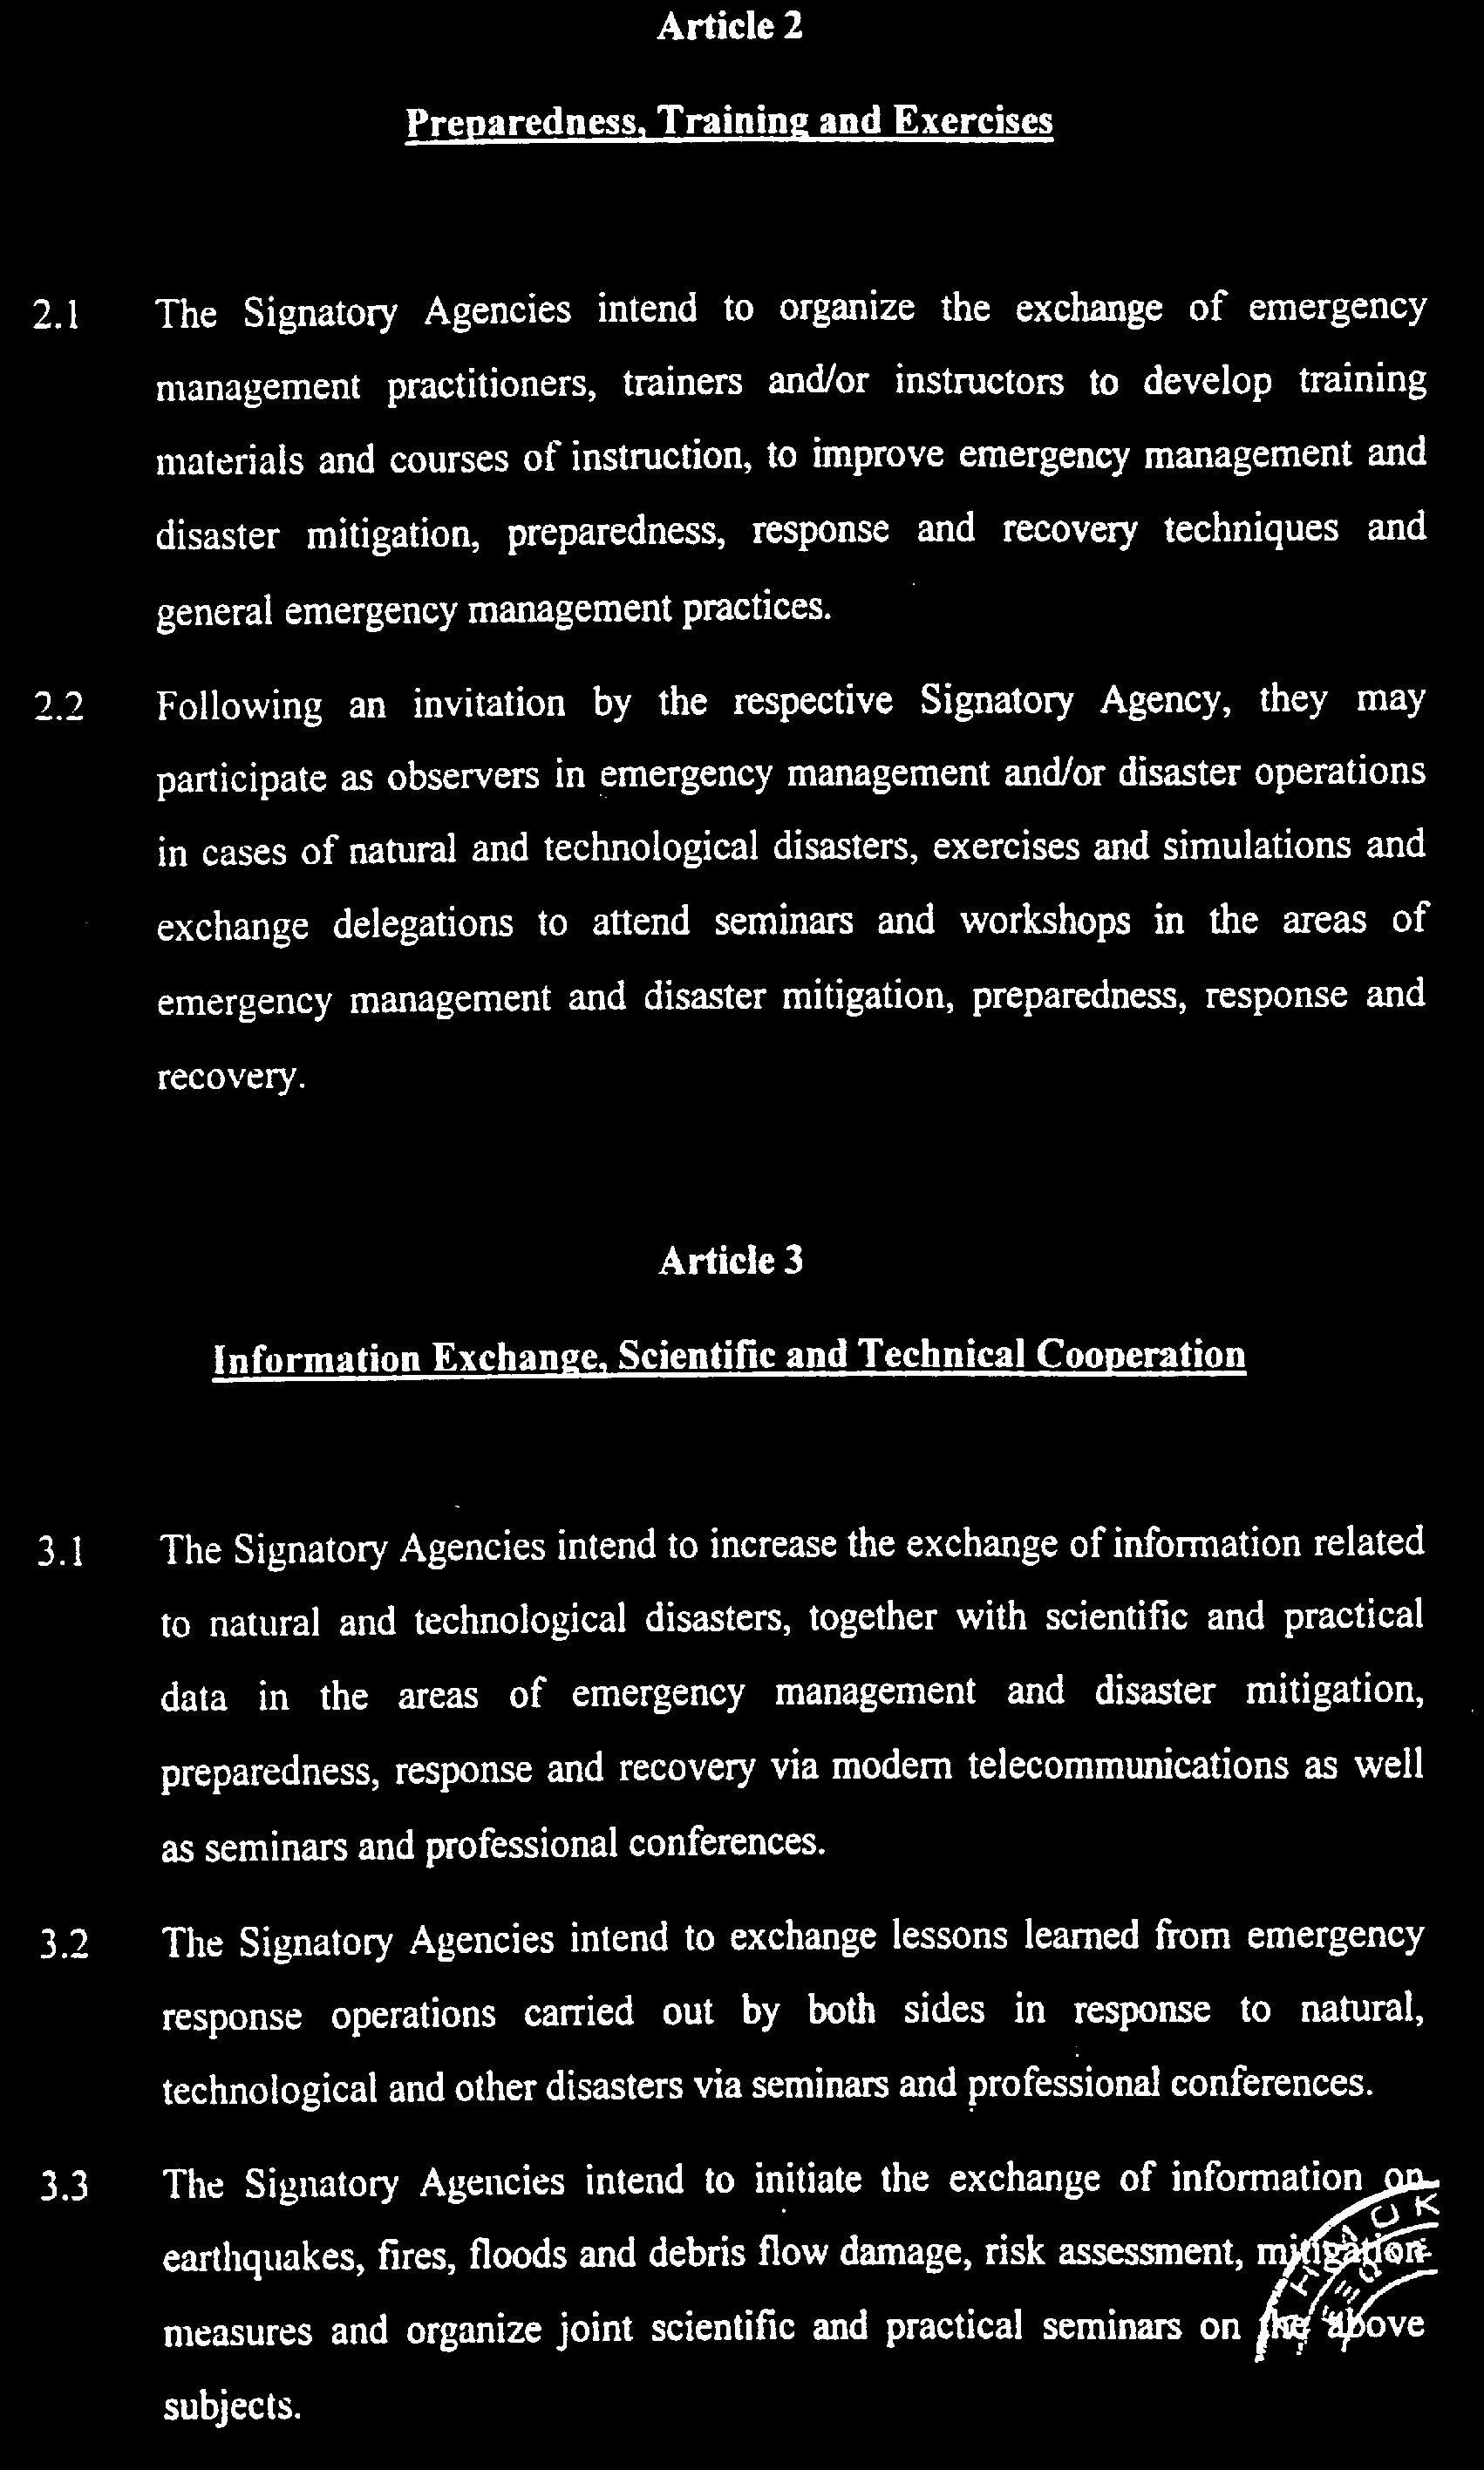 Article 2
Preparedness, Training and Exercises
2.1 The Signatory Agencies intend to organize the exchange of emergency
management practitioners, trainers and/or instructors to develop training
materials and courses of instruction, to improve emergency management and
disaster mitigation, preparedness, response and recovery techniques and
general emergency management practices.
2.2 Following an invitation by the respective Signatory Agency, they may
participate as observers in emergency management and/or disaster operations
in cases of natural and technological disasters, exercises and simulations and
exchange delegations to attend seminars and workshops in the areas of
emergency management and disaster mitigation, preparedness, response and
recovery.
Article 3
Information Exchange, Scientific and Technical Cooperation
3.1 The Signatory Agencies intend to increase the exchange of information related
to natural and technological disasters, together with scientific and practical
data in the areas of emergency management and disaster mitigation,
preparedness, response and recovery via modern telecommunications as well
as seminars and professional conferences.
3.2 The Signatory Agencies intend to exchange lessons learned from emergency
response operations carried out by both sides in response to natural,
technological and other disasters via seminars and professional conferences.
3.3 The Signatory Agencies intend to initiate the exchange of information on
earthquakes, fires, floods and debris flow damage, risk assessment, mitigation
measures and organize joint scientific and practical seminars on the above
subjects.